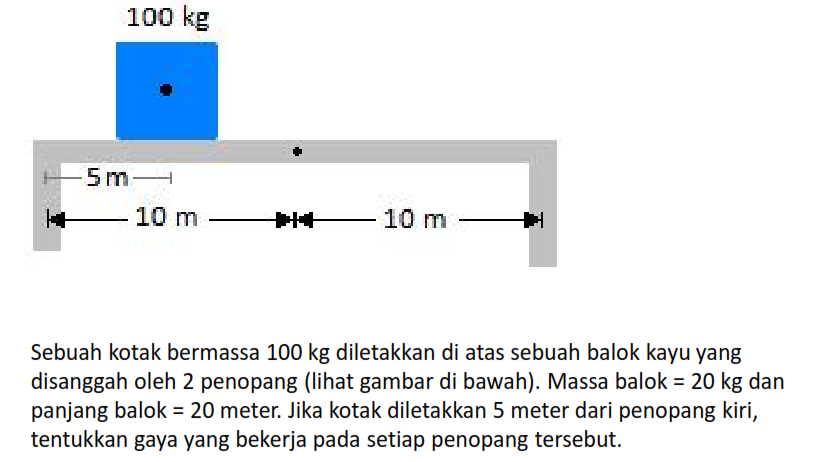 100 kg
5 m
10 m
10 m
Sebuah kotak bermassa 100 kg diletakkan di atas sebuah balok kayu yang
disanggah oleh 2 penopang (lihat gambar di bawah). Massa balok = 20 kg dan
panjang balok = 20 meter. Jika kotak diletakkan 5 meter dari penopang kiri,
tentukkan gaya yang bekerja pada setiap penopang tersebut.